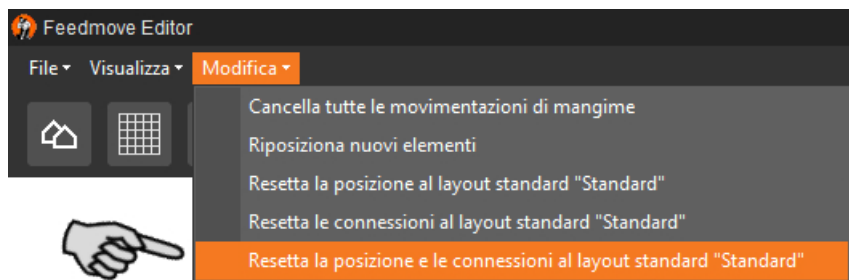 Feedmove Editor
File Visualizza Modifica
Cancella tutte le movimentazioni di mangime
Riposiziona nuovi elementi
Resetta la posizione al layout standard "Standard"
Resetta le connessioni al layout standard "Standard"
Resetta la posizione e le connessioni al layout standard "Standard"